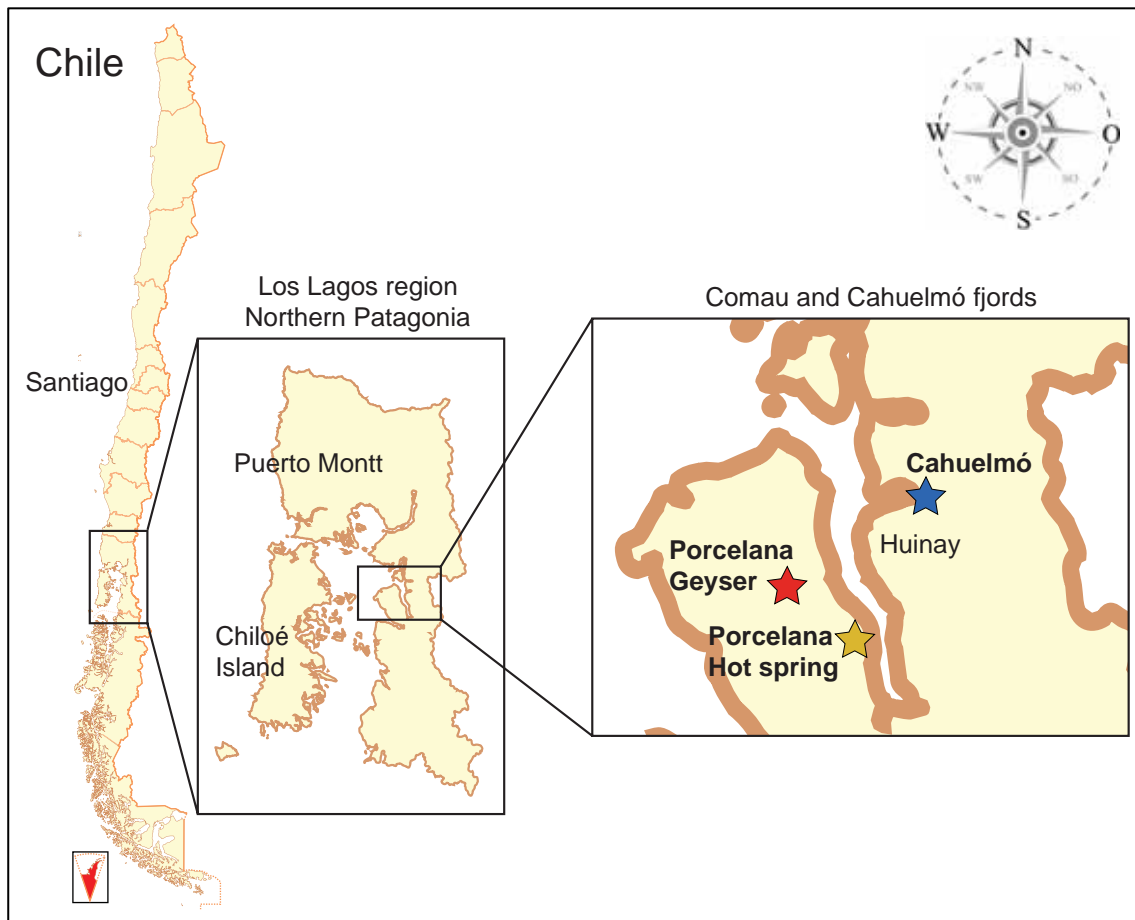 Chile
N
NW
NO
W
O
SW
SO
S
Los Lagos region
Northern Patagonia
Comau and Cahuelmó fjords
Santiago
Puerto Montt
Chiloé
Island
Cahuelmó
Huinay
Porcelana
Geyser
Porcelana
Hot spring